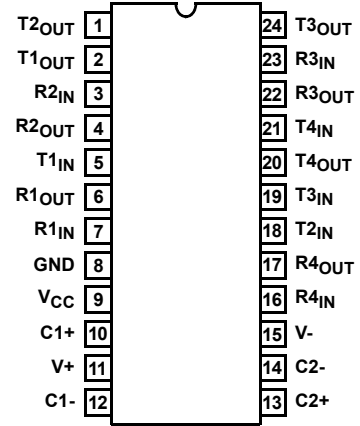 T2OUT 1 24 T3OUT
T1OUT 2 23 R3IN
R2IN 3 22 R3OUT
R2OUT 4 21 T4IN
T1IN 5 20 T4OUT
R1OUT 6 19 T3IN
R1IN 7 18 T2IN
GND 8 17 R4OUT
VCC 9 16 R4IN
C1+ 10 15 V-
V+ 11 14 C2-
C1- 12 13 C2+